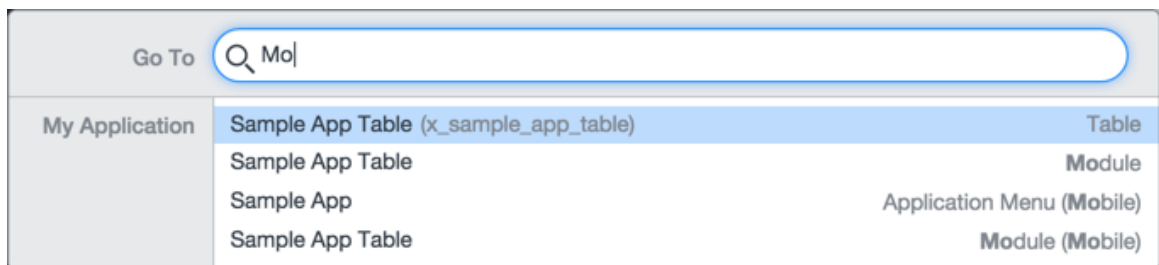 Go To Mo
My Application Sample App Table (x_sample_app_table) Table
Sample App Table Module
Sample App Application Menu (Mobile)
Sample App Table Module (Mobile)